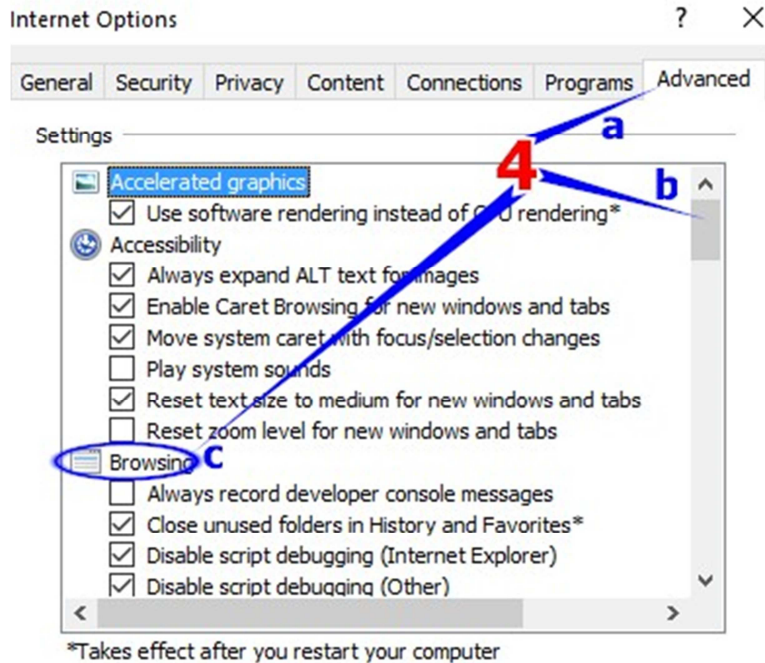 Internet Options ?
General Security Privacy Content Connections Programs Advanced
a
Settings
4
b
Accelerated graphics
Use software rendering instead of GPU rendering*
Accessibility
Always expand ALT text for images
Enable Caret Browsing for new windows and tabs
Move system caret with focus/selection changes
Play system sounds
Reset text size to medium for new windows and tabs
Reset zoom level for new windows and tabs
Browsing c
Always record developer console messages
Close unused folders in History and Favorites*
Disable script debugging (Internet Explorer)
Disable script debugging (Other)
*Takes effect after you restart your computer